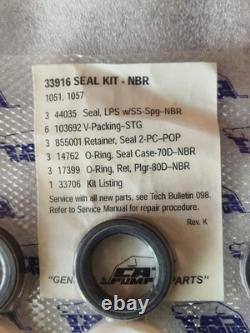 33916 SEAL KIT - NBR
1051, 1057
3 44035 Seal, LPS w/SS-Spg-NBR
6 103692 V-Packing-STG
3 855001 Retainer, Seal 2-PC-POP
3 14762 O-Ring, Seal Case-70D-NBR
3 17399 O-Ring, Ret, Plgr-80D-NBR
1 33706 Kit Listing
Service with all new parts, see Tech Bulletin 098.
Refer to Service Manual for repair procedure.
Rev. K
CAT
PUMPS
"GENU
PARTS"